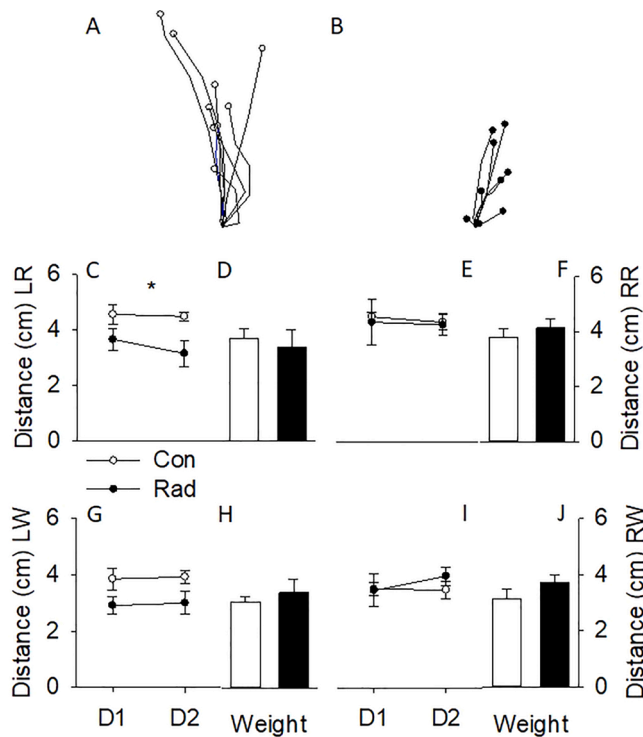 A B
C D E F
Distance (cm) LR
6
4
2
0
*
Distance (cm) RR
6
4
2
0
Con
Rad
G H I J
Distance (cm) LW
6
4
2
0
Distance (cm) RW
6
4
2
0
D1 D2 Weight D1 D2 Weight